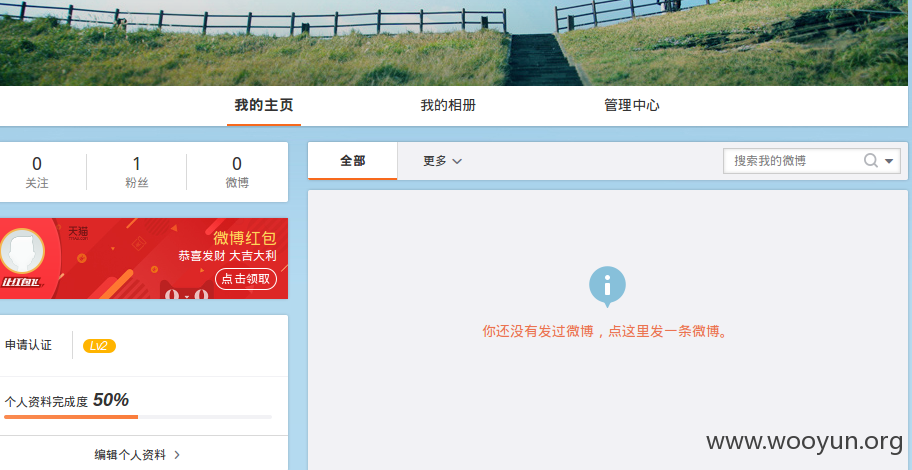 我的主页 我的相册 管理中心
0 1 0
关注 粉丝 微博
全部 更多 搜索我的微博
天猫
微博红包
恭喜发财 大吉大利
点击领取
申请认证 Lv2
个人资料完成度 50%
编辑个人资料
你还没有发过微博，点这里发一条微博。
www.wooyun.org